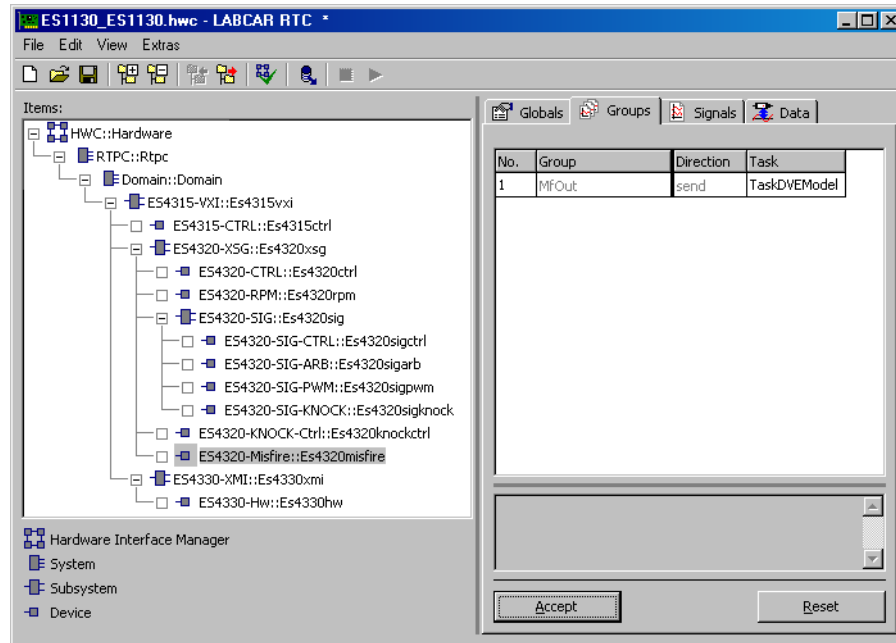 ES1130_ES1130.hwc - LABCAR RTC *
File Edit View Extras
Items:
HWC::Hardware
RTPC::Rtpc
Domain::Domain
ES4315-VXI::Es4315vxi
ES4315-CTRL::Es4315ctrl
ES4320-XSG::Es4320xsg
ES4320-CTRL::Es4320ctrl
ES4320-RPM::Es4320rpm
ES4320-SIG::Es4320sig
ES4320-SIG-CTRL::Es4320sigctrl
ES4320-SIG-ARB::Es4320sigarb
ES4320-SIG-PWM::Es4320sigpwm
ES4320-SIG-KNOCK::Es4320sigknock
ES4320-KNOCK-Ctrl::Es4320knockctrl
ES4320-Misfire::Es4320misfire
ES4330-XMI::Es4330xmi
ES4330-Hw::Es4330hw
Hardware Interface Manager
System
Subsystem
Device
Globals Groups Signals Data
No. Group Direction Task
1 MfOut send TaskDVEModel
Accept Reset